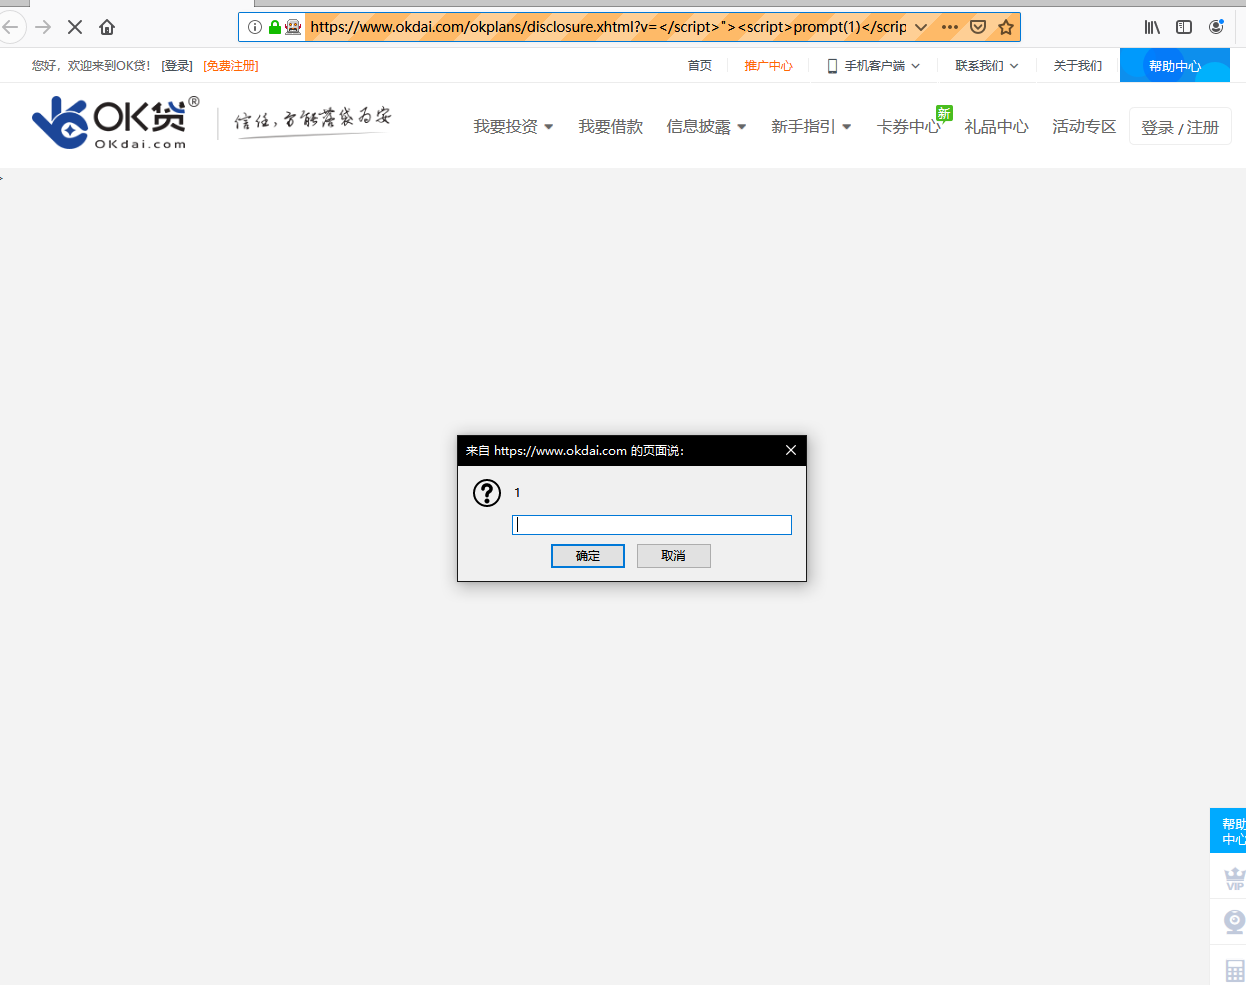 https://www.okdai.com/okplans/disclosure.xhtml?v=</script>"><script>prompt(1)</scrip
您好，欢迎来到OK贷! [登录] [免费注册]
首页 推广中心 手机客户端 联系我们 关于我们 帮助中心
OK贷®
OKdai.com
信任,方能落袋为安
我要投资 我要借款 信息披露 新手指引 卡券中心 新 礼品中心 活动专区 登录 / 注册
>
来自 https://www.okdai.com 的页面说:
1
确定 取消
帮助
中心
VIP